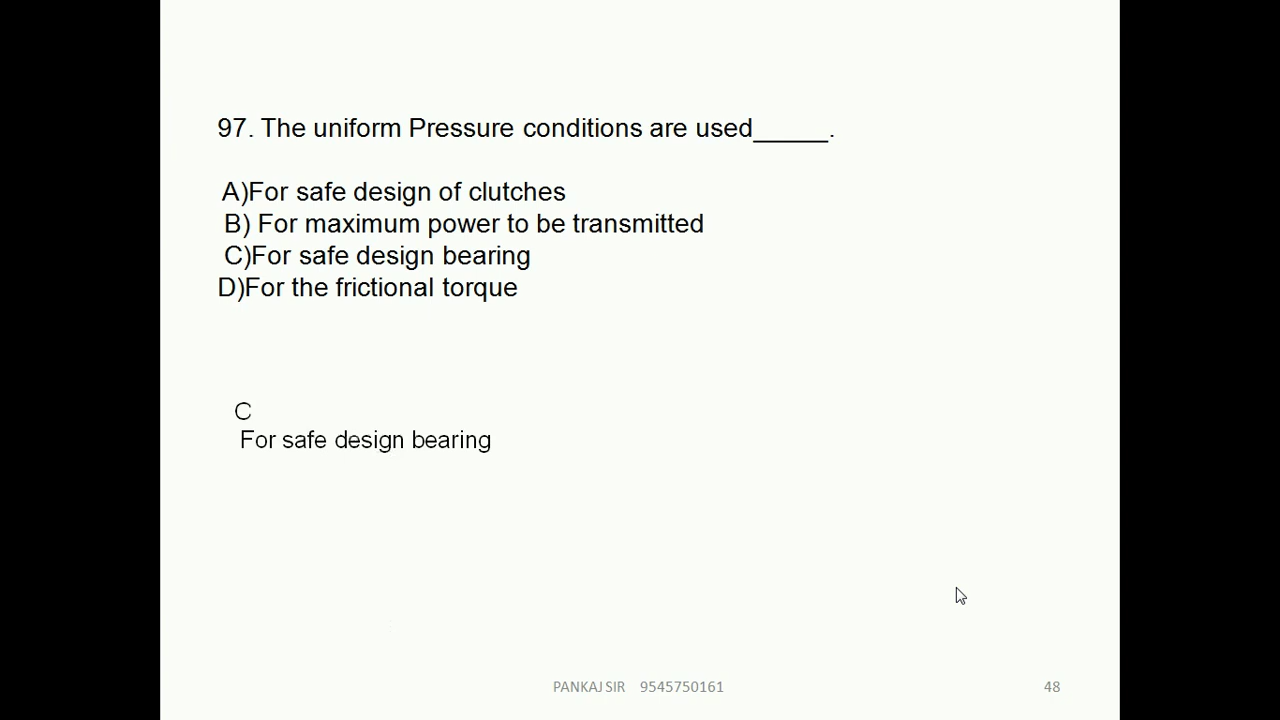 97. The uniform Pressure conditions are used_____.
A)For safe design of clutches
B) For maximum power to be transmitted
C)For safe design bearing
D)For the frictional torque
C
For safe design bearing
PANKAJ SIR 9545750161
48